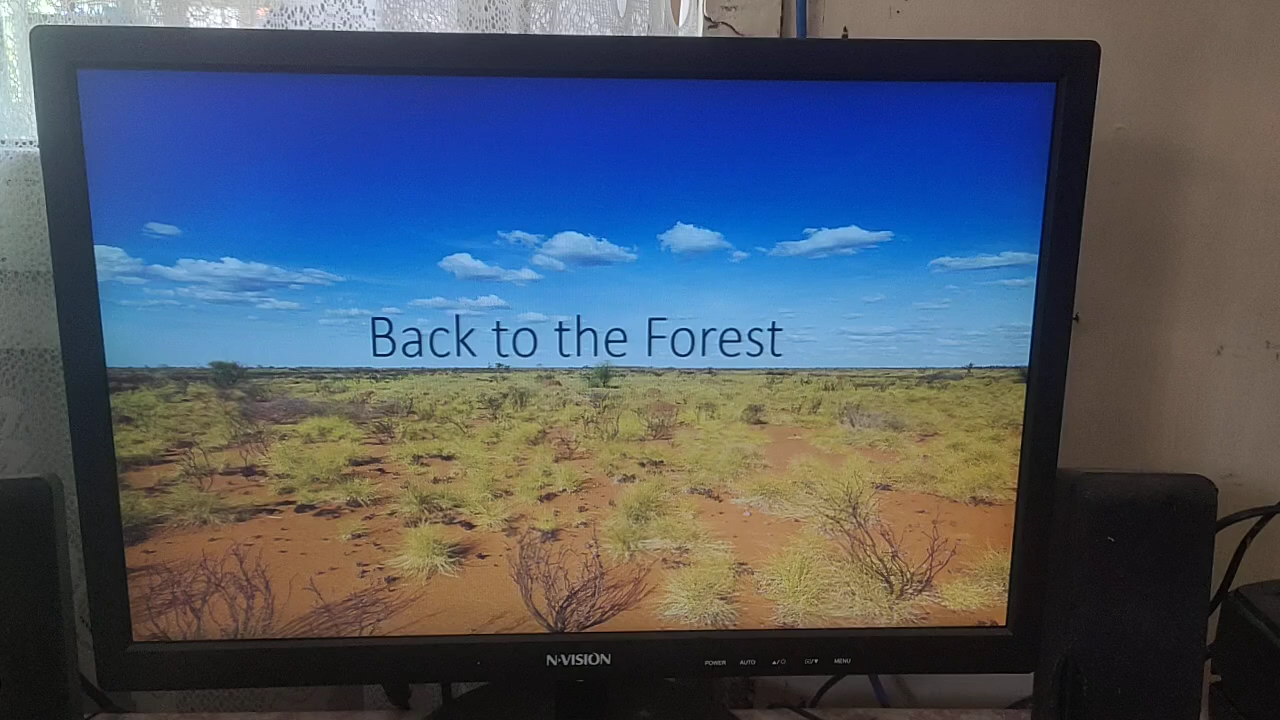 Back to the Forest
N-VISION
POWER AUTO ▲/ ▼ MENU